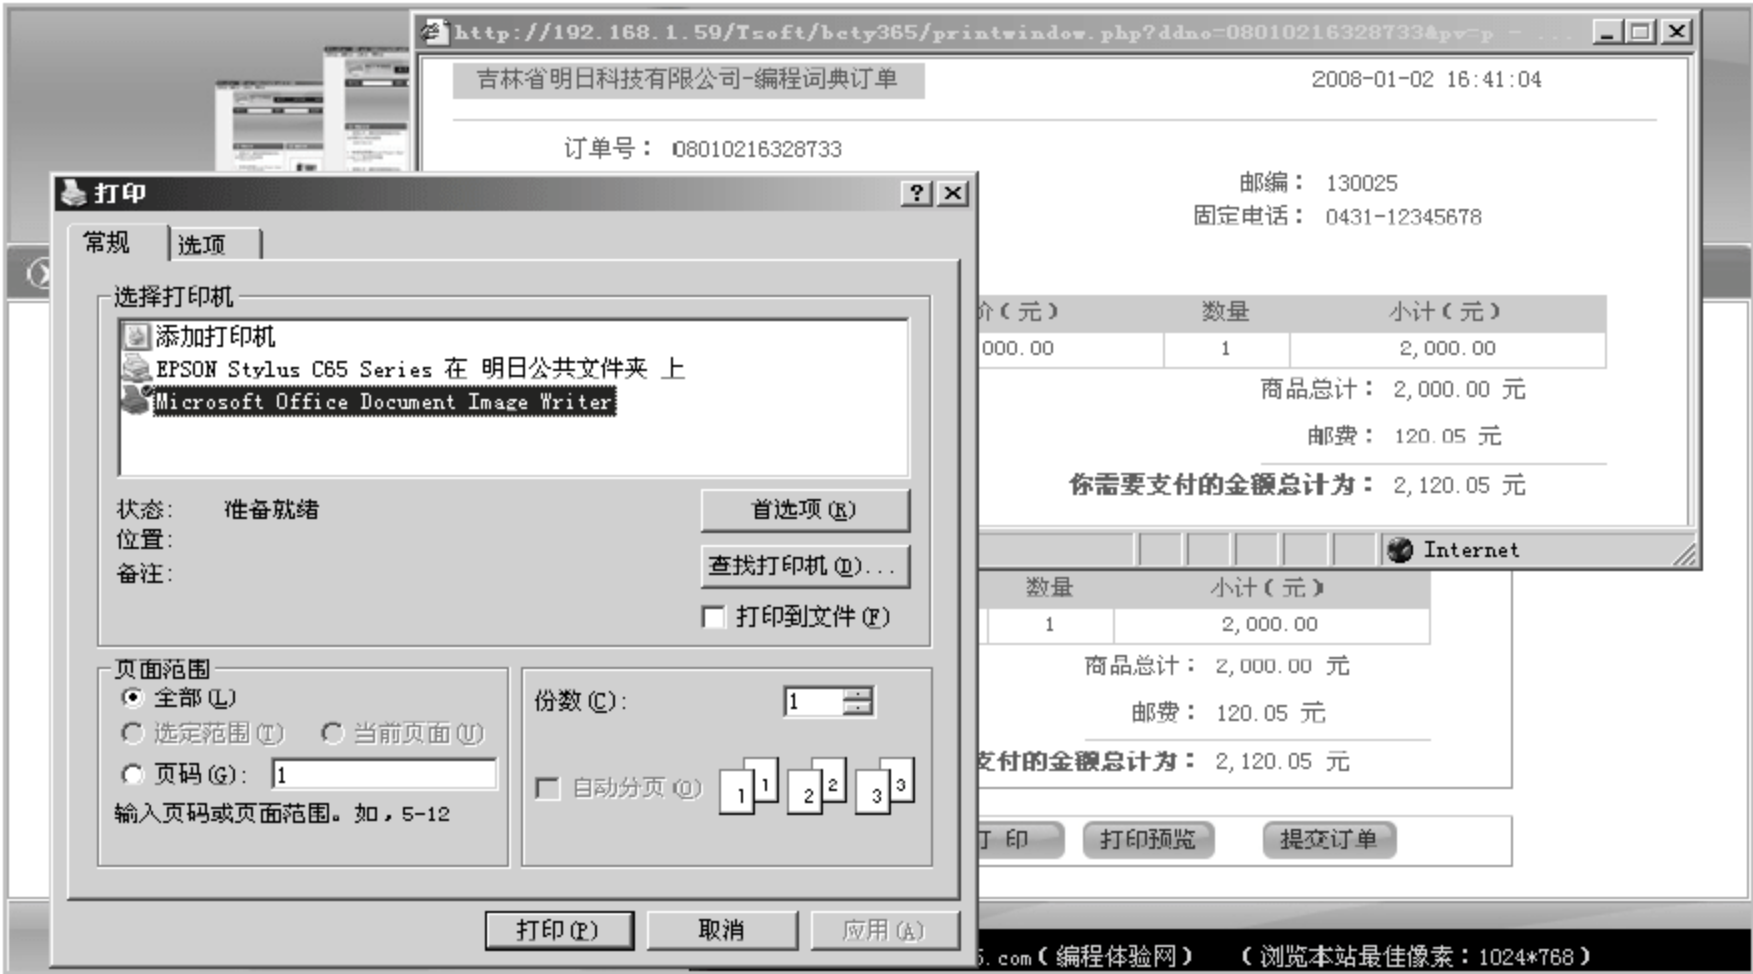 http://192.168.1.59/Tsoft/bcty365/printwindow.php?ddno=08010216328733&pv=p - ...
吉林省明日科技有限公司-编程词典订单
2008-01-02 16:41:04
订单号： 08010216328733
邮编： 130025
固定电话： 0431-12345678
价(元) 数量 小计(元)
000.00 1 2,000.00
商品总计： 2,000.00 元
邮费： 120.05 元
你需要支付的金额总计为： 2,120.05 元
Internet
打印
常规 选项
选择打印机
添加打印机
EPSON Stylus C65 Series 在 明日公共文件夹 上
Microsoft Office Document Image Writer
状态: 准备就绪
位置:
备注:
首选项(R)
查找打印机(D)...
打印到文件(F)
页面范围
全部(L)
选定范围(T) 当前页面(U)
页码(G): 1
输入页码或页面范围。如，5-12
份数(C): 1
自动分页(O)
1 1 2 2 3 3
打印(P) 取消 应用(A)
数量 小计(元)
1 2,000.00
商品总计： 2,000.00 元
邮费： 120.05 元
支付的金额总计为： 2,120.05 元
打 印 打印预览 提交订单
5.com(编程体验网) (浏览本站最佳像素：1024*768)